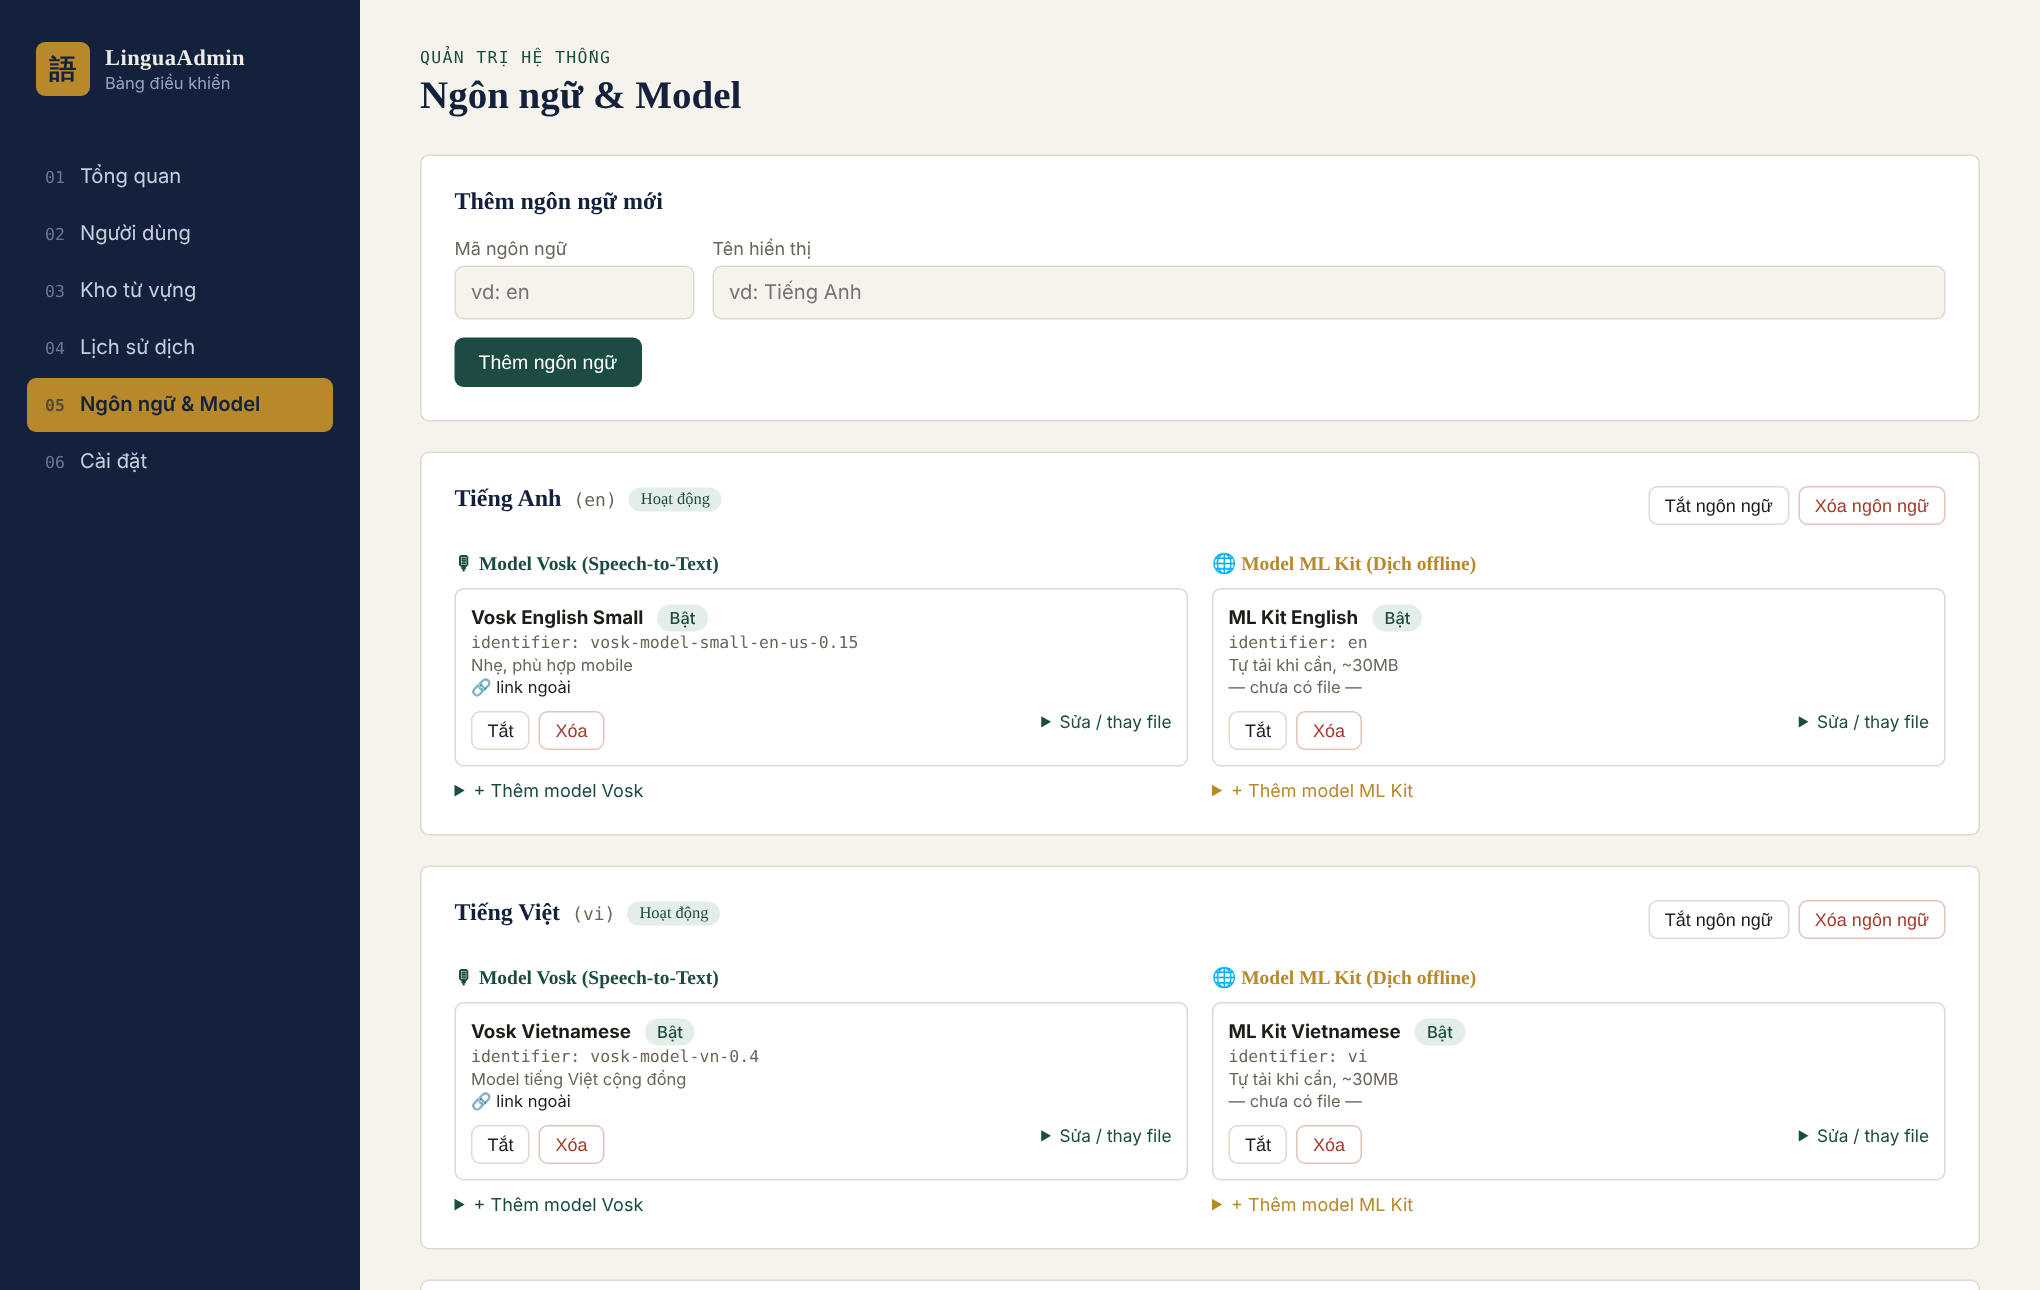 語
LinguaAdmin
Bảng điều khiển
01 Tổng quan
02 Người dùng
03 Kho từ vựng
04 Lịch sử dịch
05 Ngôn ngữ & Model
06 Cài đặt
QUẢN TRỊ HỆ THỐNG
Ngôn ngữ & Model
Thêm ngôn ngữ mới
Mã ngôn ngữ Tên hiển thị
vd: en vd: Tiếng Anh
Thêm ngôn ngữ
Tiếng Anh (en) Hoạt động Tắt ngôn ngữ Xóa ngôn ngữ
🎙 Model Vosk (Speech-to-Text)
Vosk English Small Bật
identifier: vosk-model-small-en-us-0.15
Nhẹ, phù hợp mobile
🔗 link ngoài
Tắt Xóa ▶ Sửa / thay file
▶ + Thêm model Vosk
🌐 Model ML Kit (Dịch offline)
ML Kit English Bật
identifier: en
Tự tải khi cần, ~30MB
— chưa có file —
Tắt Xóa ▶ Sửa / thay file
▶ + Thêm model ML Kit
Tiếng Việt (vi) Hoạt động Tắt ngôn ngữ Xóa ngôn ngữ
🎙 Model Vosk (Speech-to-Text)
Vosk Vietnamese Bật
identifier: vosk-model-vn-0.4
Model tiếng Việt cộng đồng
🔗 link ngoài
Tắt Xóa ▶ Sửa / thay file
▶ + Thêm model Vosk
🌐 Model ML Kit (Dịch offline)
ML Kit Vietnamese Bật
identifier: vi
Tự tải khi cần, ~30MB
— chưa có file —
Tắt Xóa ▶ Sửa / thay file
▶ + Thêm model ML Kit